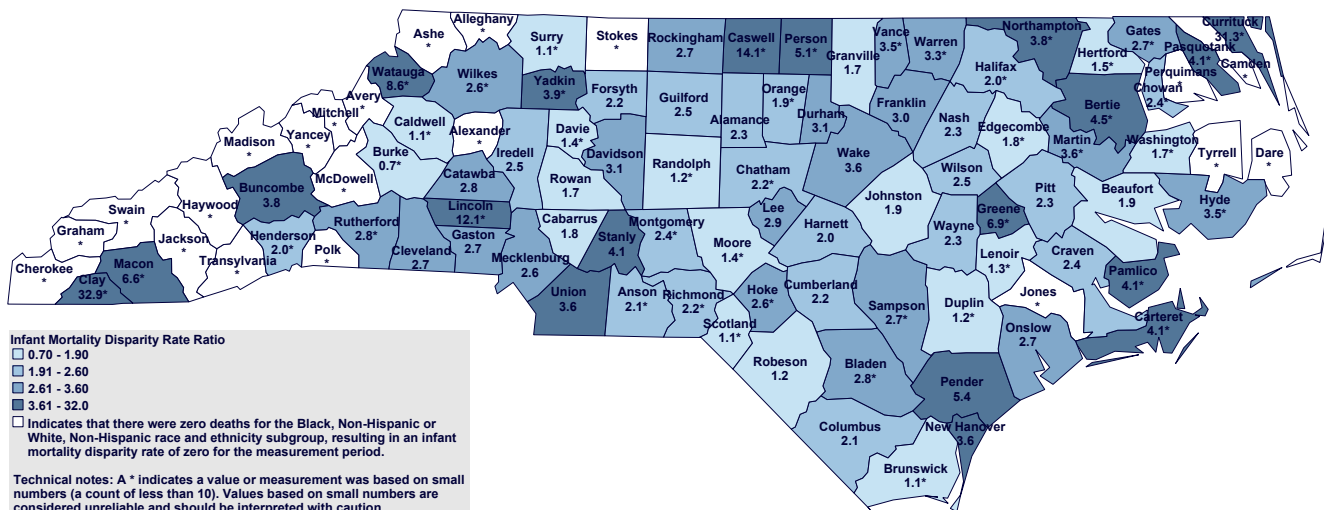 Alleghany
*
Ashe
*
Surry
1.1*
Stokes
*
Rockingham
2.7
Caswell
14.1*
Person
5.1*
Granville
1.7
Vance
3.5*
Warren
3.3*
Northampton
3.8*
Hertford
1.5*
Gates
2.7*
Currituck
31.3*
Pasquotank
4.1*
Camden
*
Perquimans
*
Chowan
2.4*
Halifax
2.0*
Bertie
4.5*
Watauga
8.6*
Wilkes
2.6*
Yadkin
3.9*
Forsyth
2.2
Guilford
2.5
Alamance
2.3
Orange
1.9*
Durham
3.1
Franklin
3.0
Nash
2.3
Edgecombe
1.8*
Martin
3.6*
Washington
1.7*
Tyrrell
*
Dare
*
Avery
*
Mitchell
*
Yancey
*
Madison
*
Caldwell
1.1*
Alexander
*
Davie
1.4*
Iredell
2.5
Davidson
3.1
Randolph
1.2*
Chatham
2.2*
Wake
3.6
Wilson
2.5
Pitt
2.3
Beaufort
1.9
Hyde
3.5*
Burke
0.7*
McDowell
*
Buncombe
3.8
Haywood
*
Catawba
2.8
Rowan
1.7
Johnston
1.9
Greene
6.9*
Swain
*
Graham
*
Jackson
*
Cherokee
*
Clay
32.9*
Macon
6.6*
Transylvania
*
Henderson
2.0*
Polk
*
Rutherford
2.8*
Cleveland
2.7
Lincoln
12.1*
Gaston
2.7
Mecklenburg
2.6
Cabarrus
1.8
Stanly
4.1
Montgomery
2.4*
Moore
1.4*
Lee
2.9
Harnett
2.0
Wayne
2.3
Lenoir
1.3*
Craven
2.4
Pamlico
4.1*
Jones
*
Carteret
4.1*
Union
3.6
Anson
2.1*
Richmond
2.2*
Scotland
1.1*
Hoke
2.6*
Cumberland
2.2
Sampson
2.7*
Duplin
1.2*
Onslow
2.7
Robeson
1.2
Bladen
2.8*
Pender
5.4
Columbus
2.1
New Hanover
3.6
Brunswick
1.1*
Infant Mortality Disparity Rate Ratio
0.70 - 1.90
1.91 - 2.60
2.61 - 3.60
3.61 - 32.0
Indicates that there were zero deaths for the Black, Non-Hispanic or
White, Non-Hispanic race and ethnicity subgroup, resulting in an infant
mortality disparity rate of zero for the measurement period.
Technical notes: A * indicates a value or measurement was based on small
numbers (a count of less than 10). Values based on small numbers are
considered unreliable and should be interpreted with caution